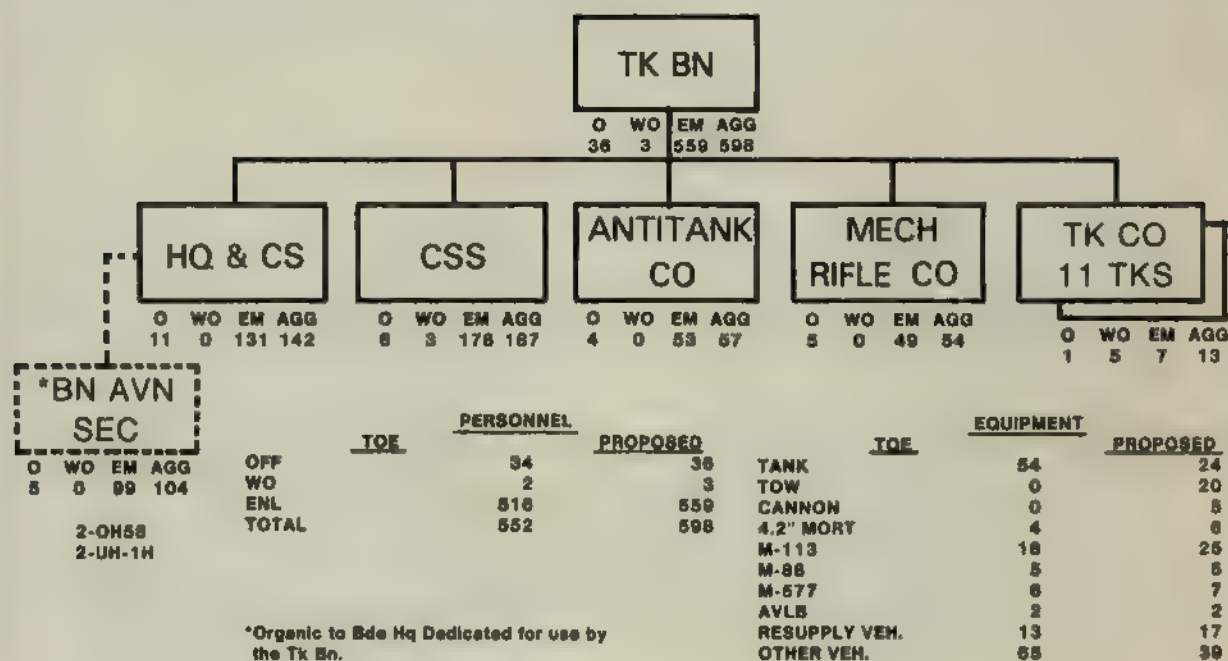 TK BN
O WO EM AGG
36 3 559 598
HQ & CS
O WO EM AGG
11 0 131 142
CSS
O WO EM AGG
6 3 178 187
ANTITANK
CO
O WO EM AGG
4 0 53 57
MECH
RIFLE CO
O WO EM AGG
5 0 49 54
TK CO
11 TKS
O WO EM AGG
1 5 7 13
*BN AVN
SEC
O WO EM AGG
5 0 99 104
2-OH58
2-UH-1H
PERSONNEL
TOE PROPOSED
OFF 34 36
WO 2 3
ENL 516 559
TOTAL 552 598
*Organic to Bde Hq Dedicated for use by
the Tk Bn.
EQUIPMENT
TOE PROPOSED
TANK 54 24
TOW 0 20
CANNON 0 5
4.2" MORT 4 6
M-113 25
M-88 5 5
M-577 6 7
AVLB 2 2
RESUPPLY VEH. 13 17
OTHER VEH. 65 39